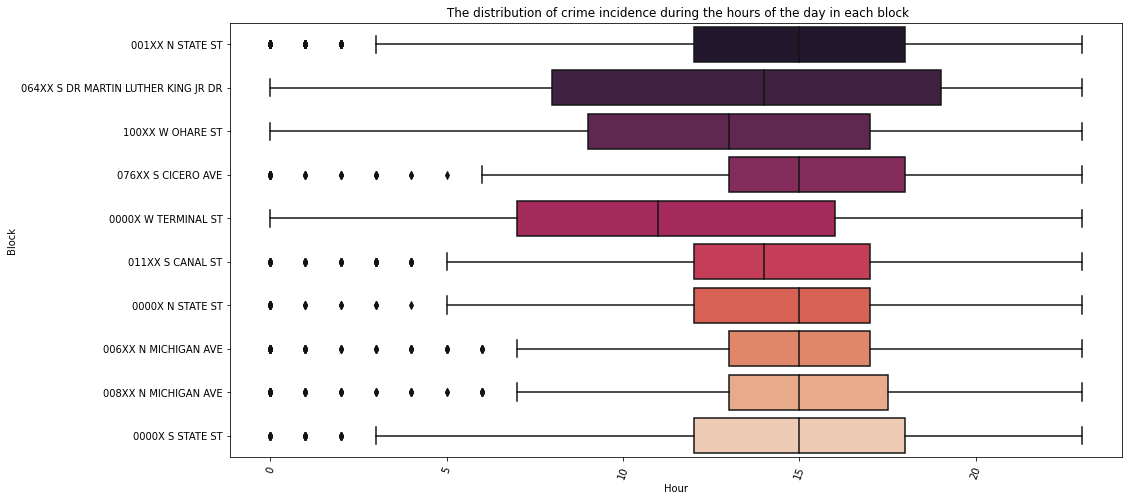 The distribution of crime incidence during the hours of the day in each block
001XX N STATE ST
064XX S DR MARTIN LUTHER KING JR DR
100XX W OHARE ST
076XX S CICERO AVE
0000X W TERMINAL ST
011XX S CANAL ST
0000X N STATE ST
006XX N MICHIGAN AVE
008XX N MICHIGAN AVE
0000X S STATE ST
Block
0 5 10 15 20
Hour